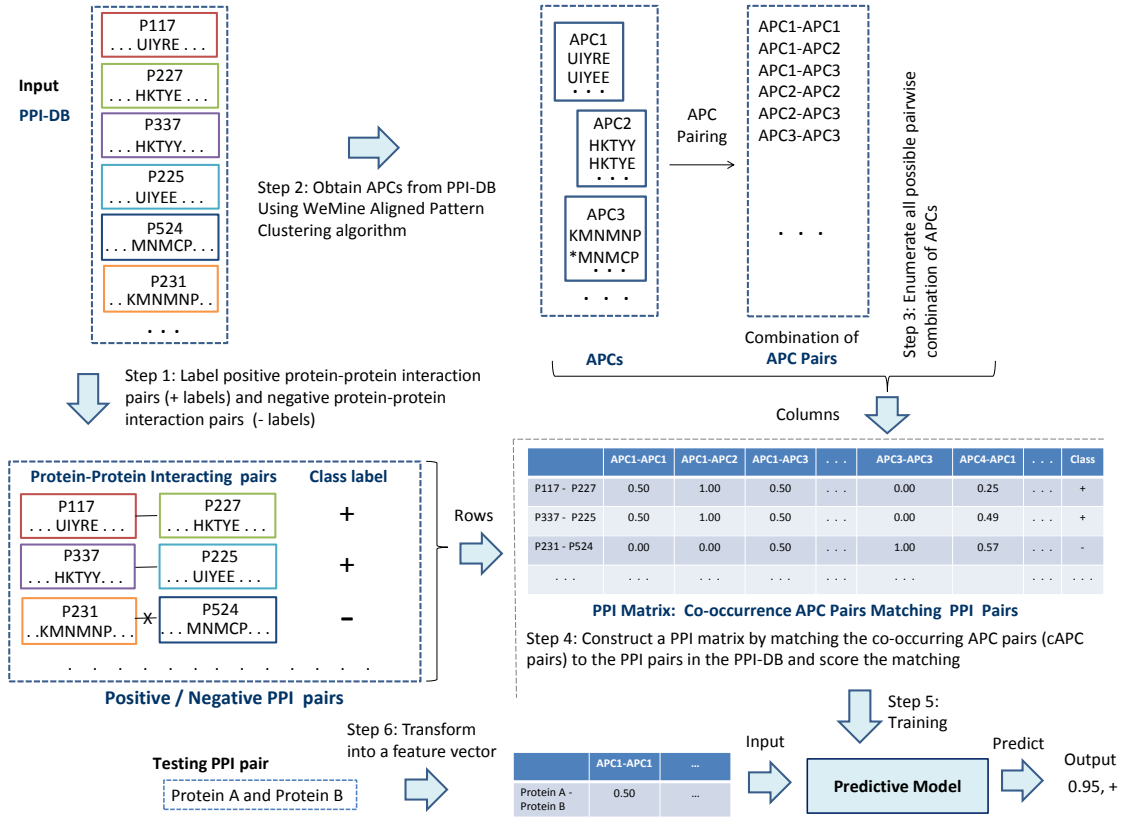 Input
PPI-DB
P117
. . . UIYRE . . .
P227
. . . HKTYE . . .
P337
. . . HKTYY. . .
P225
. . . UIYEE . . .
P524
. . . MNMCP. . .
P231
. . KMNMNP. . .
. . .
Step 2: Obtain APCs from PPI-DB
Using WeMine Aligned Pattern
Clustering algorithm
APC1
UIYRE
UIYEE
APC2
HKTYY
HKTYE
. . .
APC3
KMNMNP
*MNMCP
. . .
. . .
APCs
APC
Pairing
APC1-APC1
APC1-APC2
APC1-APC3
APC2-APC2
APC2-APC3
APC3-APC3
. . .
Combination of
APC Pairs
Step 3: Enumerate all possible pairwise
combination of APCs
Columns
Step 1: Label positive protein-protein interaction
pairs (+ labels) and negative protein-protein
interaction pairs (- labels)
Protein-Protein Interacting pairs Class label
P117
. . . UIYRE . . .
P227
. . . HKTYE . . .
+
P337
. . . HKTYY. . .
P225
. . . UIYEE . . .
+
P231
. .KMNMNP. . .
X
P524
. . . MNMCP. . .
–
. . . . . . . . . . . . . .
Positive / Negative PPI pairs
Rows
APC1-APC1 APC1-APC2 APC1-APC3 . . . APC3-APC3 APC4-APC1 . . . Class
P117 - P227 0.50 1.00 0.50 . . . 0.00 0.25 . . . +
P337 - P225 0.50 1.00 0.50 . . . 0.00 0.49 . . . +
P231 - P524 0.00 0.00 0.50 . . . 1.00 0.57 . . . -
. . . . . . . . . . . . . . . . . . . . . . . .
PPI Matrix: Co-occurrence APC Pairs Matching PPI Pairs
Step 4: Construct a PPI matrix by matching the co-occurring APC pairs (cAPC
pairs) to the PPI pairs in the PPI-DB and score the matching
Step 5:
Training
Step 6: Transform
into a feature vector
Testing PPI pair
Protein A and Protein B
APC1-APC1 ...
Protein A -
Protein B
0.50 ...
Input
Predictive Model
Predict
Output
0.95, +